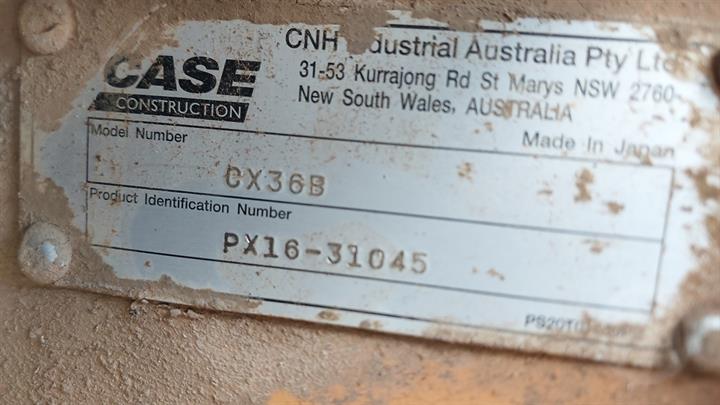 CASE
CONSTRUCTION
CNH Industrial Australia Pty Ltd
31-53 Kurrajong Rd St Marys NSW 2760
New South Wales, AUSTRALIA
Made In Japan
Model Number
CX36B
Product Identification Number
PX16-31045